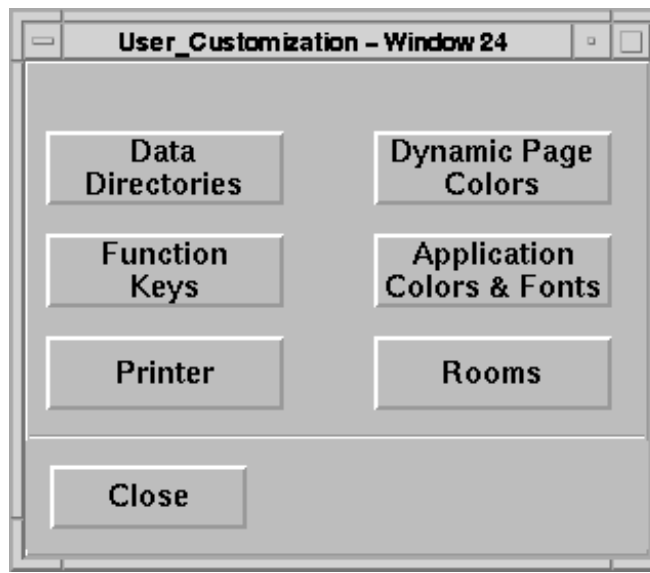 User_Customization – Window 24
Data
Directories
Dynamic Page
Colors
Function
Keys
Application
Colors & Fonts
Printer
Rooms
Close